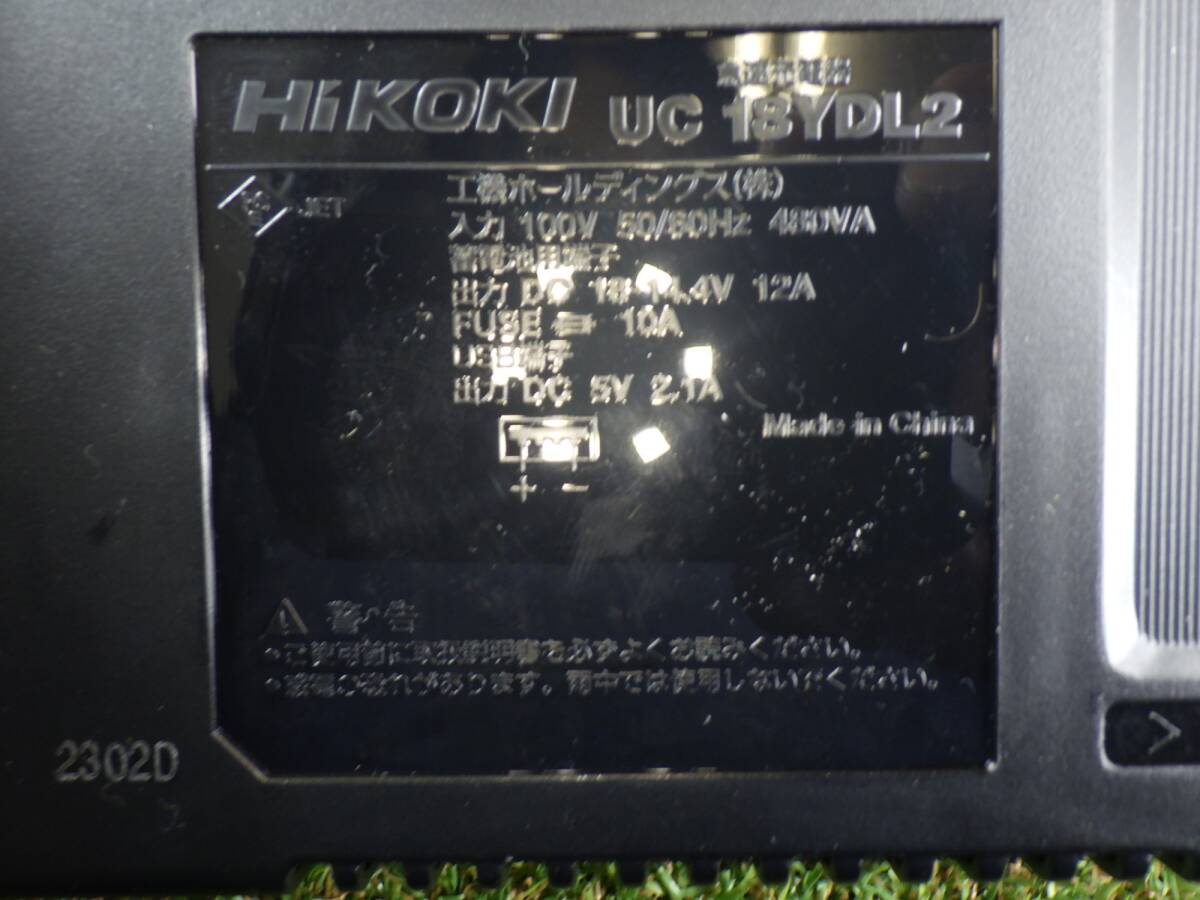 HiKOKI 急速充電器
UC 18YDL2
PS E JET
工機ホールディングス(株)
入力 100V 50/60Hz 480VA
蓄電池用端子
出力 DC 18-14.4V 12A
FUSE 10A
USB端子
出力 DC 5V 2.1A
+ -
Made in China
警告
・ご使用前に取扱説明書を必ずよくお読みください。
・感電の恐れがあります。雨中では使用しないでください。
2302D